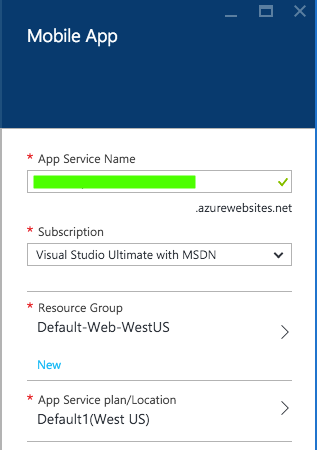 Mobile App
* App Service Name
.azurewebsites.net
* Subscription
Visual Studio Ultimate with MSDN
* Resource Group
Default-Web-WestUS
New
* App Service plan/Location
Default1(West US)